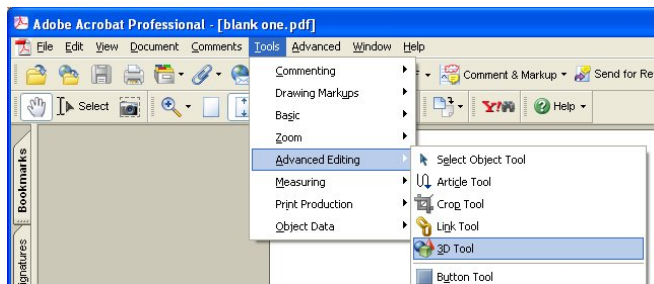 Adobe Acrobat Professional - [blank one.pdf]
File Edit View Document Comments Tools Advanced Window Help
Comment & Markup Send for Re
Select Y! Help
Commenting
Drawing Markups
Basic
Zoom
Advanced Editing
Measuring
Print Production
Object Data
Select Object Tool
Article Tool
Crop Tool
Link Tool
3D Tool
Button Tool
Bookmarks
ignatures